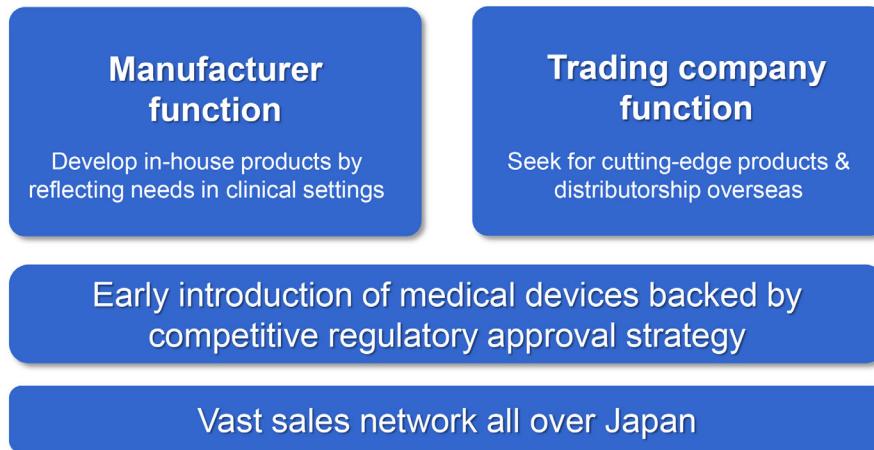 Manufacturer
function
Develop in-house products by
reflecting needs in clinical settings
Trading company
function
Seek for cutting-edge products &
distributorship overseas
Early introduction of medical devices backed by
competitive regulatory approval strategy
Vast sales network all over Japan